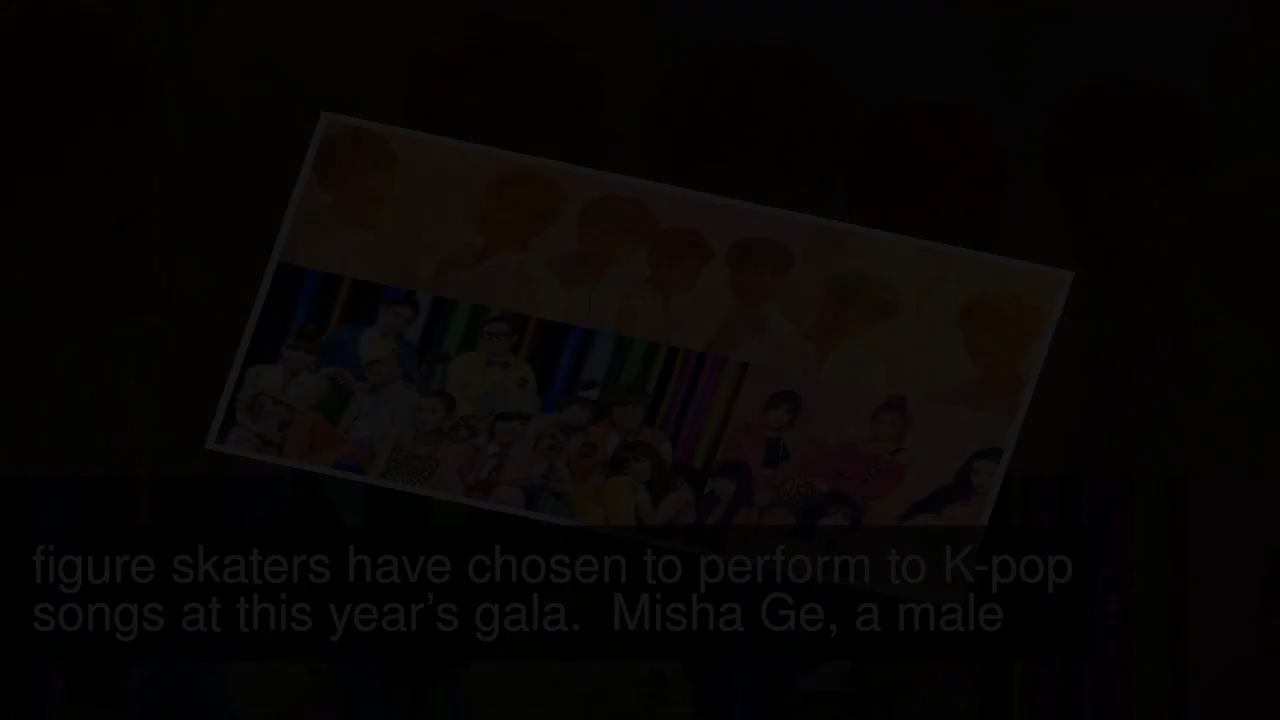 figure skaters have chosen to perform to K-pop
songs at this year’s gala.  Misha Ge, a male